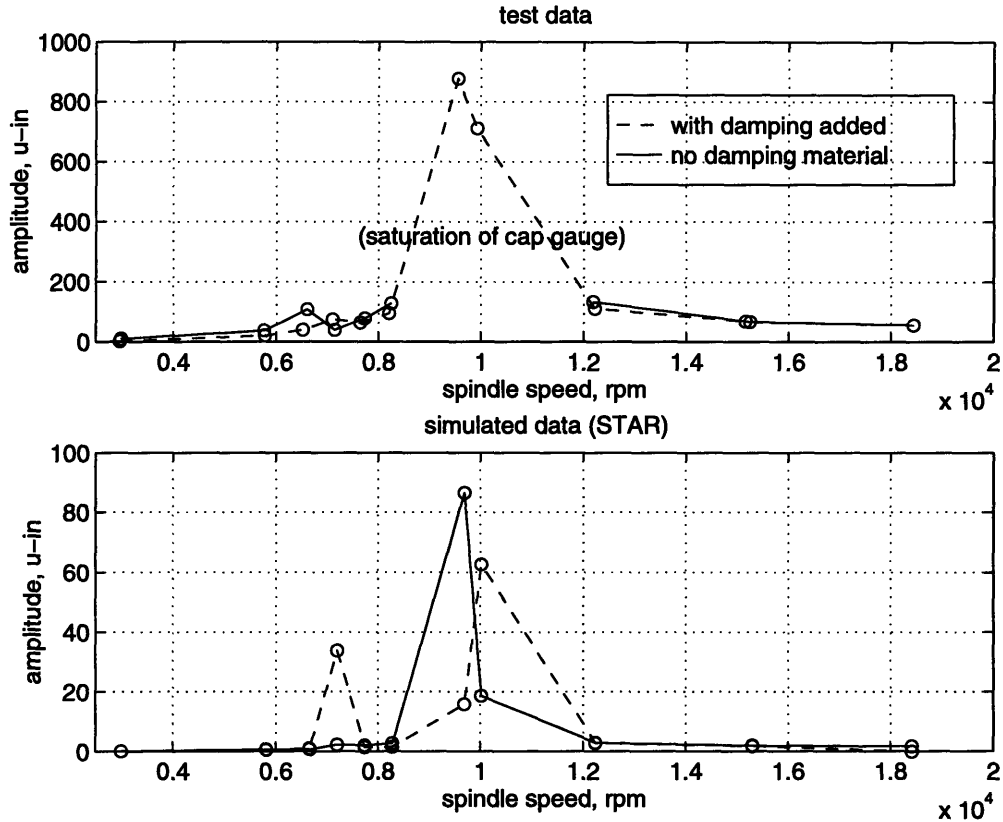 test data
1000
800
600
400
200
0
amplitude, u−in
with damping added
no damping material
(saturation of cap gauge)
0.4 0.6 0.8 1 1.2 1.4 1.6 1.8 2
spindle speed, rpm
x 10^4
simulated data (STAR)
100
80
60
40
20
0
amplitude, u−in
0.4 0.6 0.8 1 1.2 1.4 1.6 1.8 2
spindle speed, rpm
x 10^4